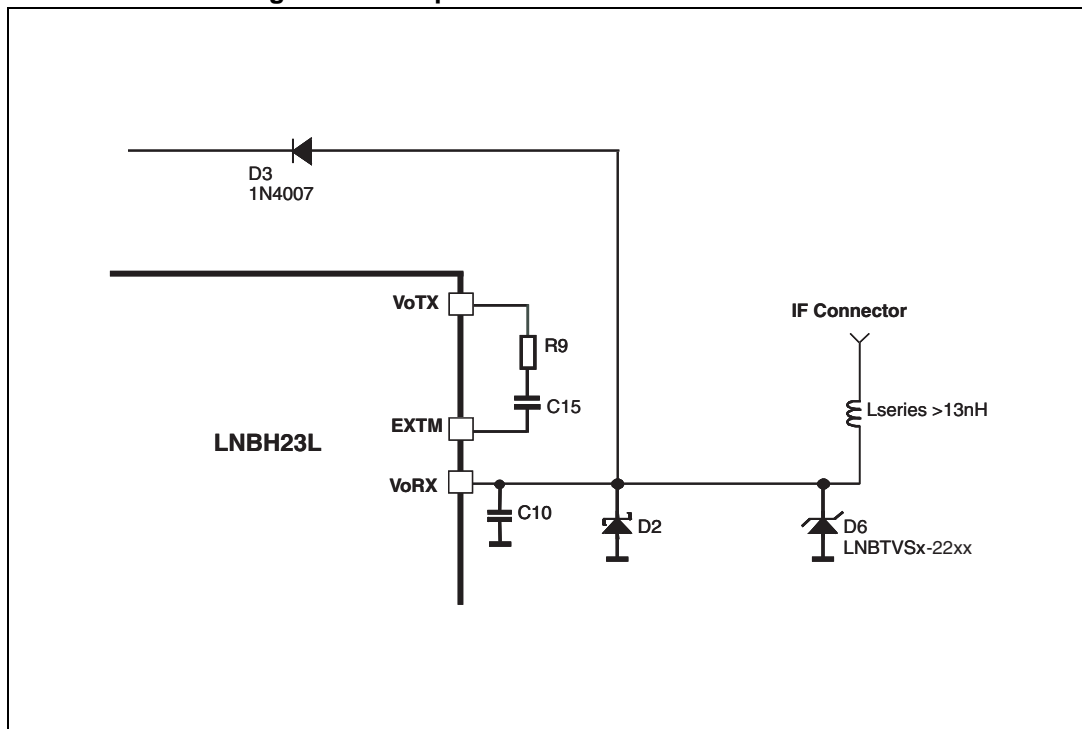 D3
1N4007
VoTX
R9
IF Connector
C15
Lseries >13nH
EXTM
LNBH23L
VoRX
C10
D2
D6
LNBTVSx-22xx